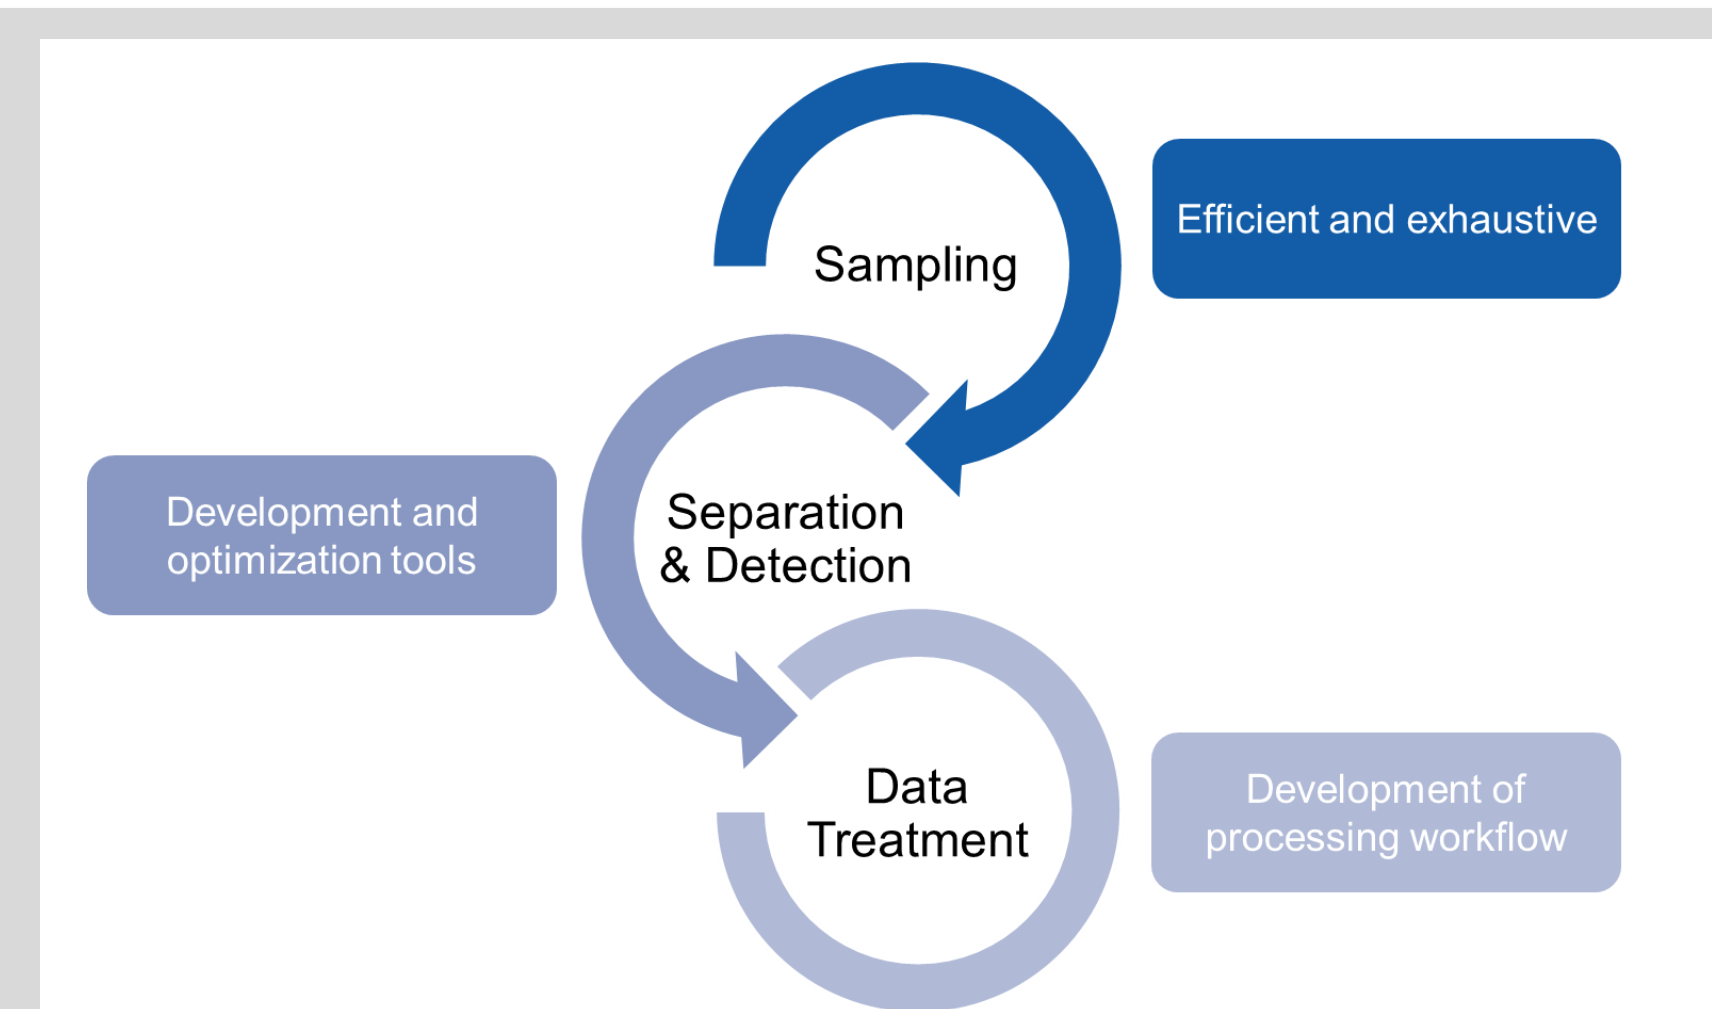 Sampling
Efficient and exhaustive
Development and
optimization tools
Separation
& Detection
Data
Treatment
Development of
processing workflow